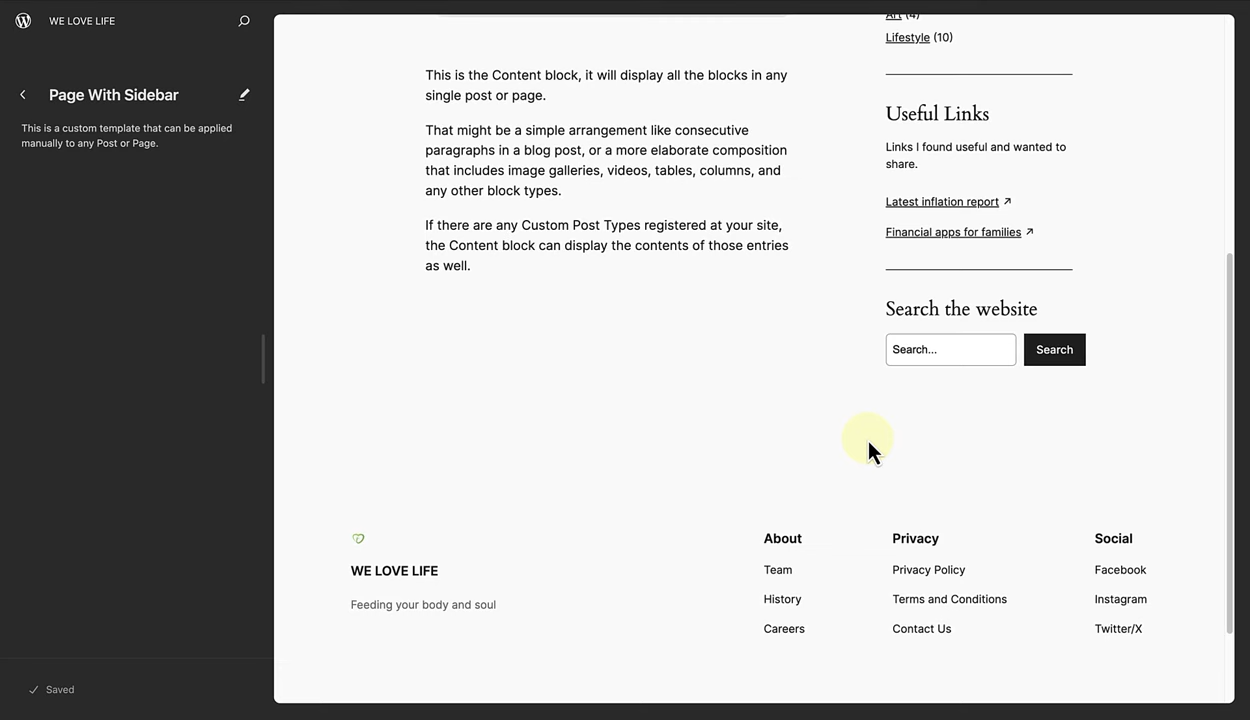 WE LOVE LIFE
Page With Sidebar
This is a custom template that can be applied
manually to any Post or Page.
Saved
This is the Content block, it will display all the blocks in any
single post or page.
That might be a simple arrangement like consecutive
paragraphs in a blog post, or a more elaborate composition
that includes image galleries, videos, tables, columns, and
any other block types.
If there are any Custom Post Types registered at your site,
the Content block can display the contents of those entries
as well.
Art (4)
Lifestyle (10)
Useful Links
Links I found useful and wanted to
share.
Latest inflation report ↗
Financial apps for families ↗
Search the website
Search...
Search
WE LOVE LIFE
Feeding your body and soul
About
Team
History
Careers
Privacy
Privacy Policy
Terms and Conditions
Contact Us
Social
Facebook
Instagram
Twitter/X